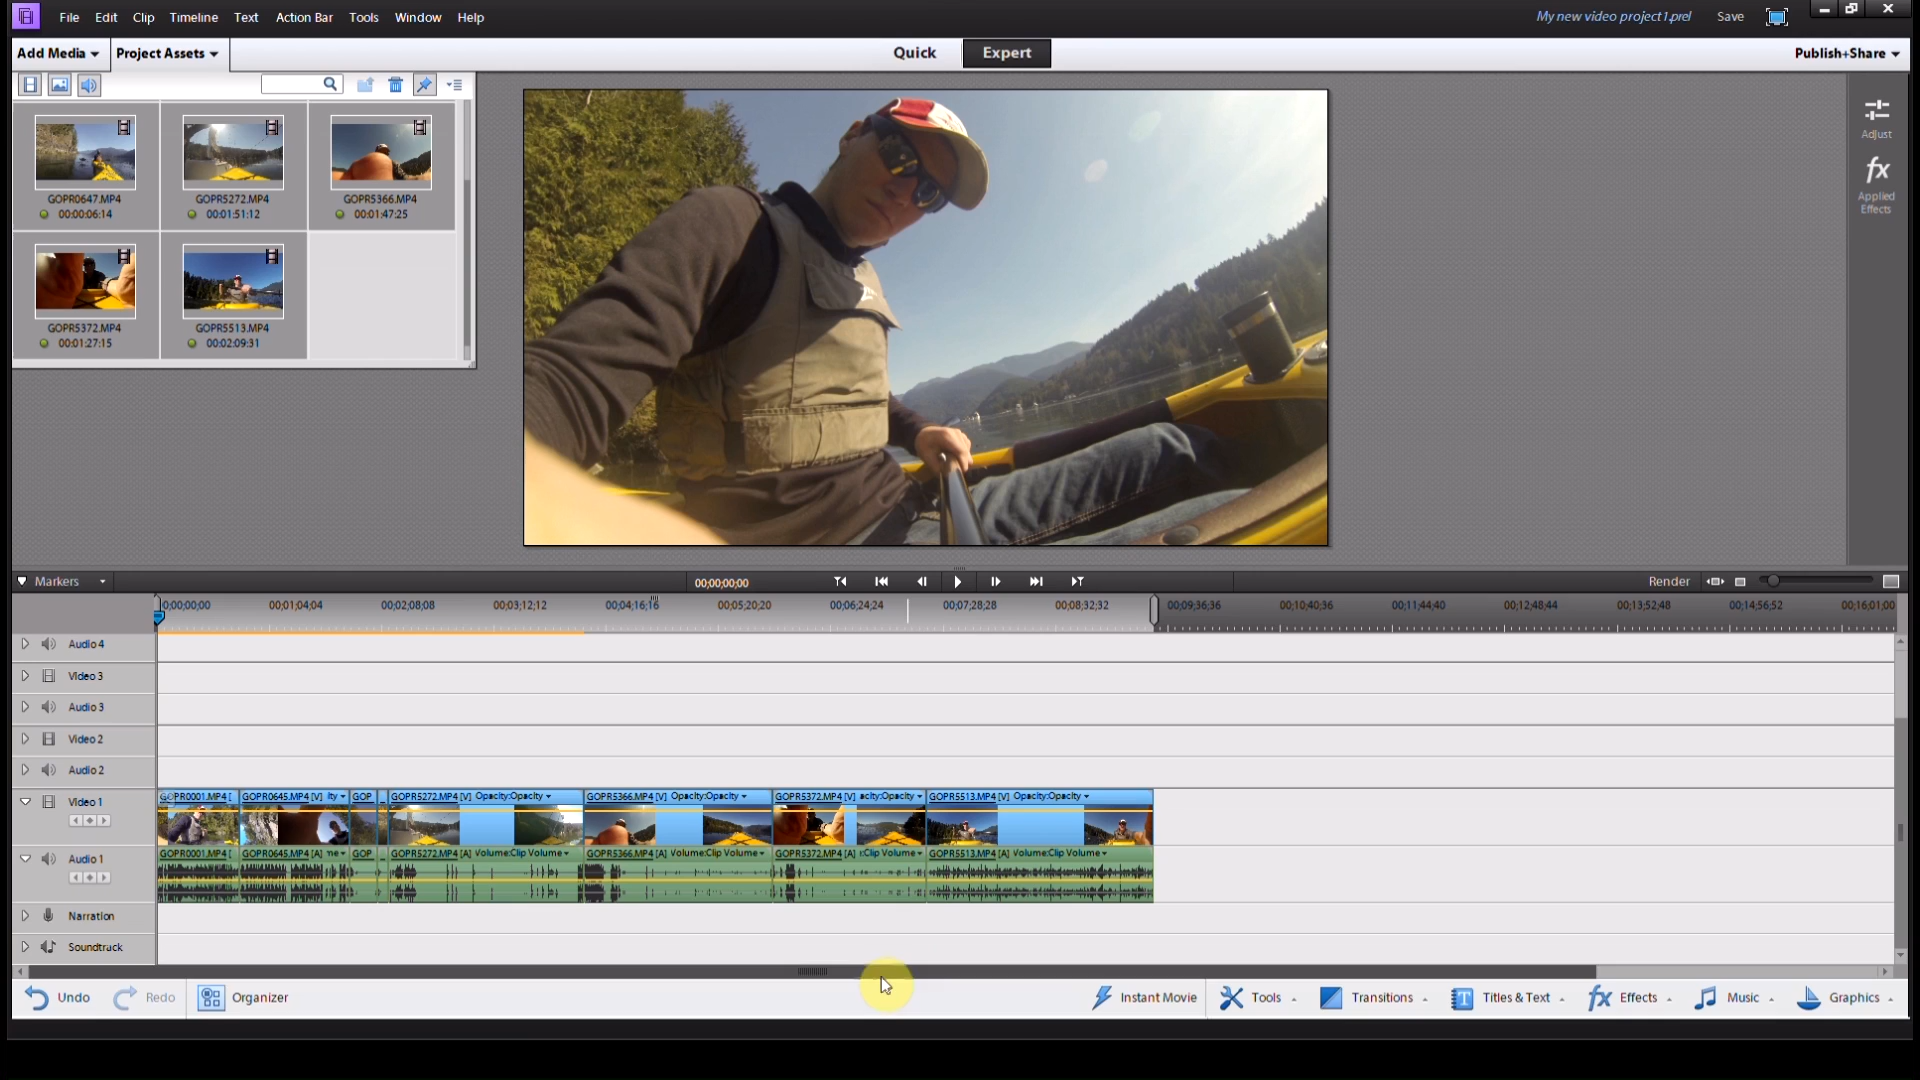 File Edit Clip Timeline Text Action Bar Tools Window Help
My new video project1.prel Save
Add Media Project Assets
Quick Expert
Publish+Share
Adjust
fx
Applied
Effects
GOPR0647.MP4 GOPR5272.MP4 GOPR5366.MP4
00:00:06:14 00:01:51:12 00:01:47:25
GOPR5372.MP4 GOPR5513.MP4
00:01:27:15 00:02:09:31
Markers
00;00;00;00
Render
0;00;00;00 00;01;04;04 00;02;08;08 00;03;12;12 00;04;16;16 00;05;20;20 00;06;24;24 00;07;28;28 00;08;32;32 00;09;36;36 00;10;40;36 00;11;44;40 00;12;48;44 00;13;52;48 00;14;56;52 00;16;01;00
Audio 4
Video 3
Audio 3
Video 2
Audio 2
Video 1
GOPR0001.MP4 [ GOPR0645.MP4 [V] ity GOP GOPR5272.MP4 [V] Opacity:Opacity GOPR5366.MP4 [V] Opacity:Opacity GOPR5372.MP4 [V] acity:Opacity GOPR5513.MP4 [V] Opacity:Opacity
Audio 1
GOPR0001.MP4 [ GOPR0645.MP4 [A] me GOP GOPR5272.MP4 [A] Volume:Clip Volume GOPR5366.MP4 [A] Volume:Clip Volume GOPR5372.MP4 [A] :Clip Volume GOPR5513.MP4 [A] Volume:Clip Volume
Narration
Soundtrack
Undo Redo Organizer
Instant Movie Tools Transitions T Titles & Text fx Effects Music Graphics